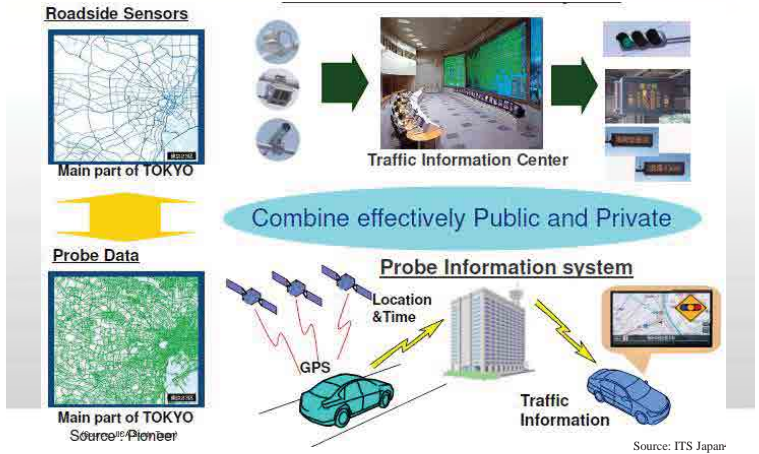 Roadside Sensors
Main part of TOKYO
Traffic Information Center
Combine effectively Public and Private
Probe Data
Probe Information system
Location
&Time
GPS
Traffic
Information
Main part of TOKYO
Source : Pioneer
Source: ITS Japan